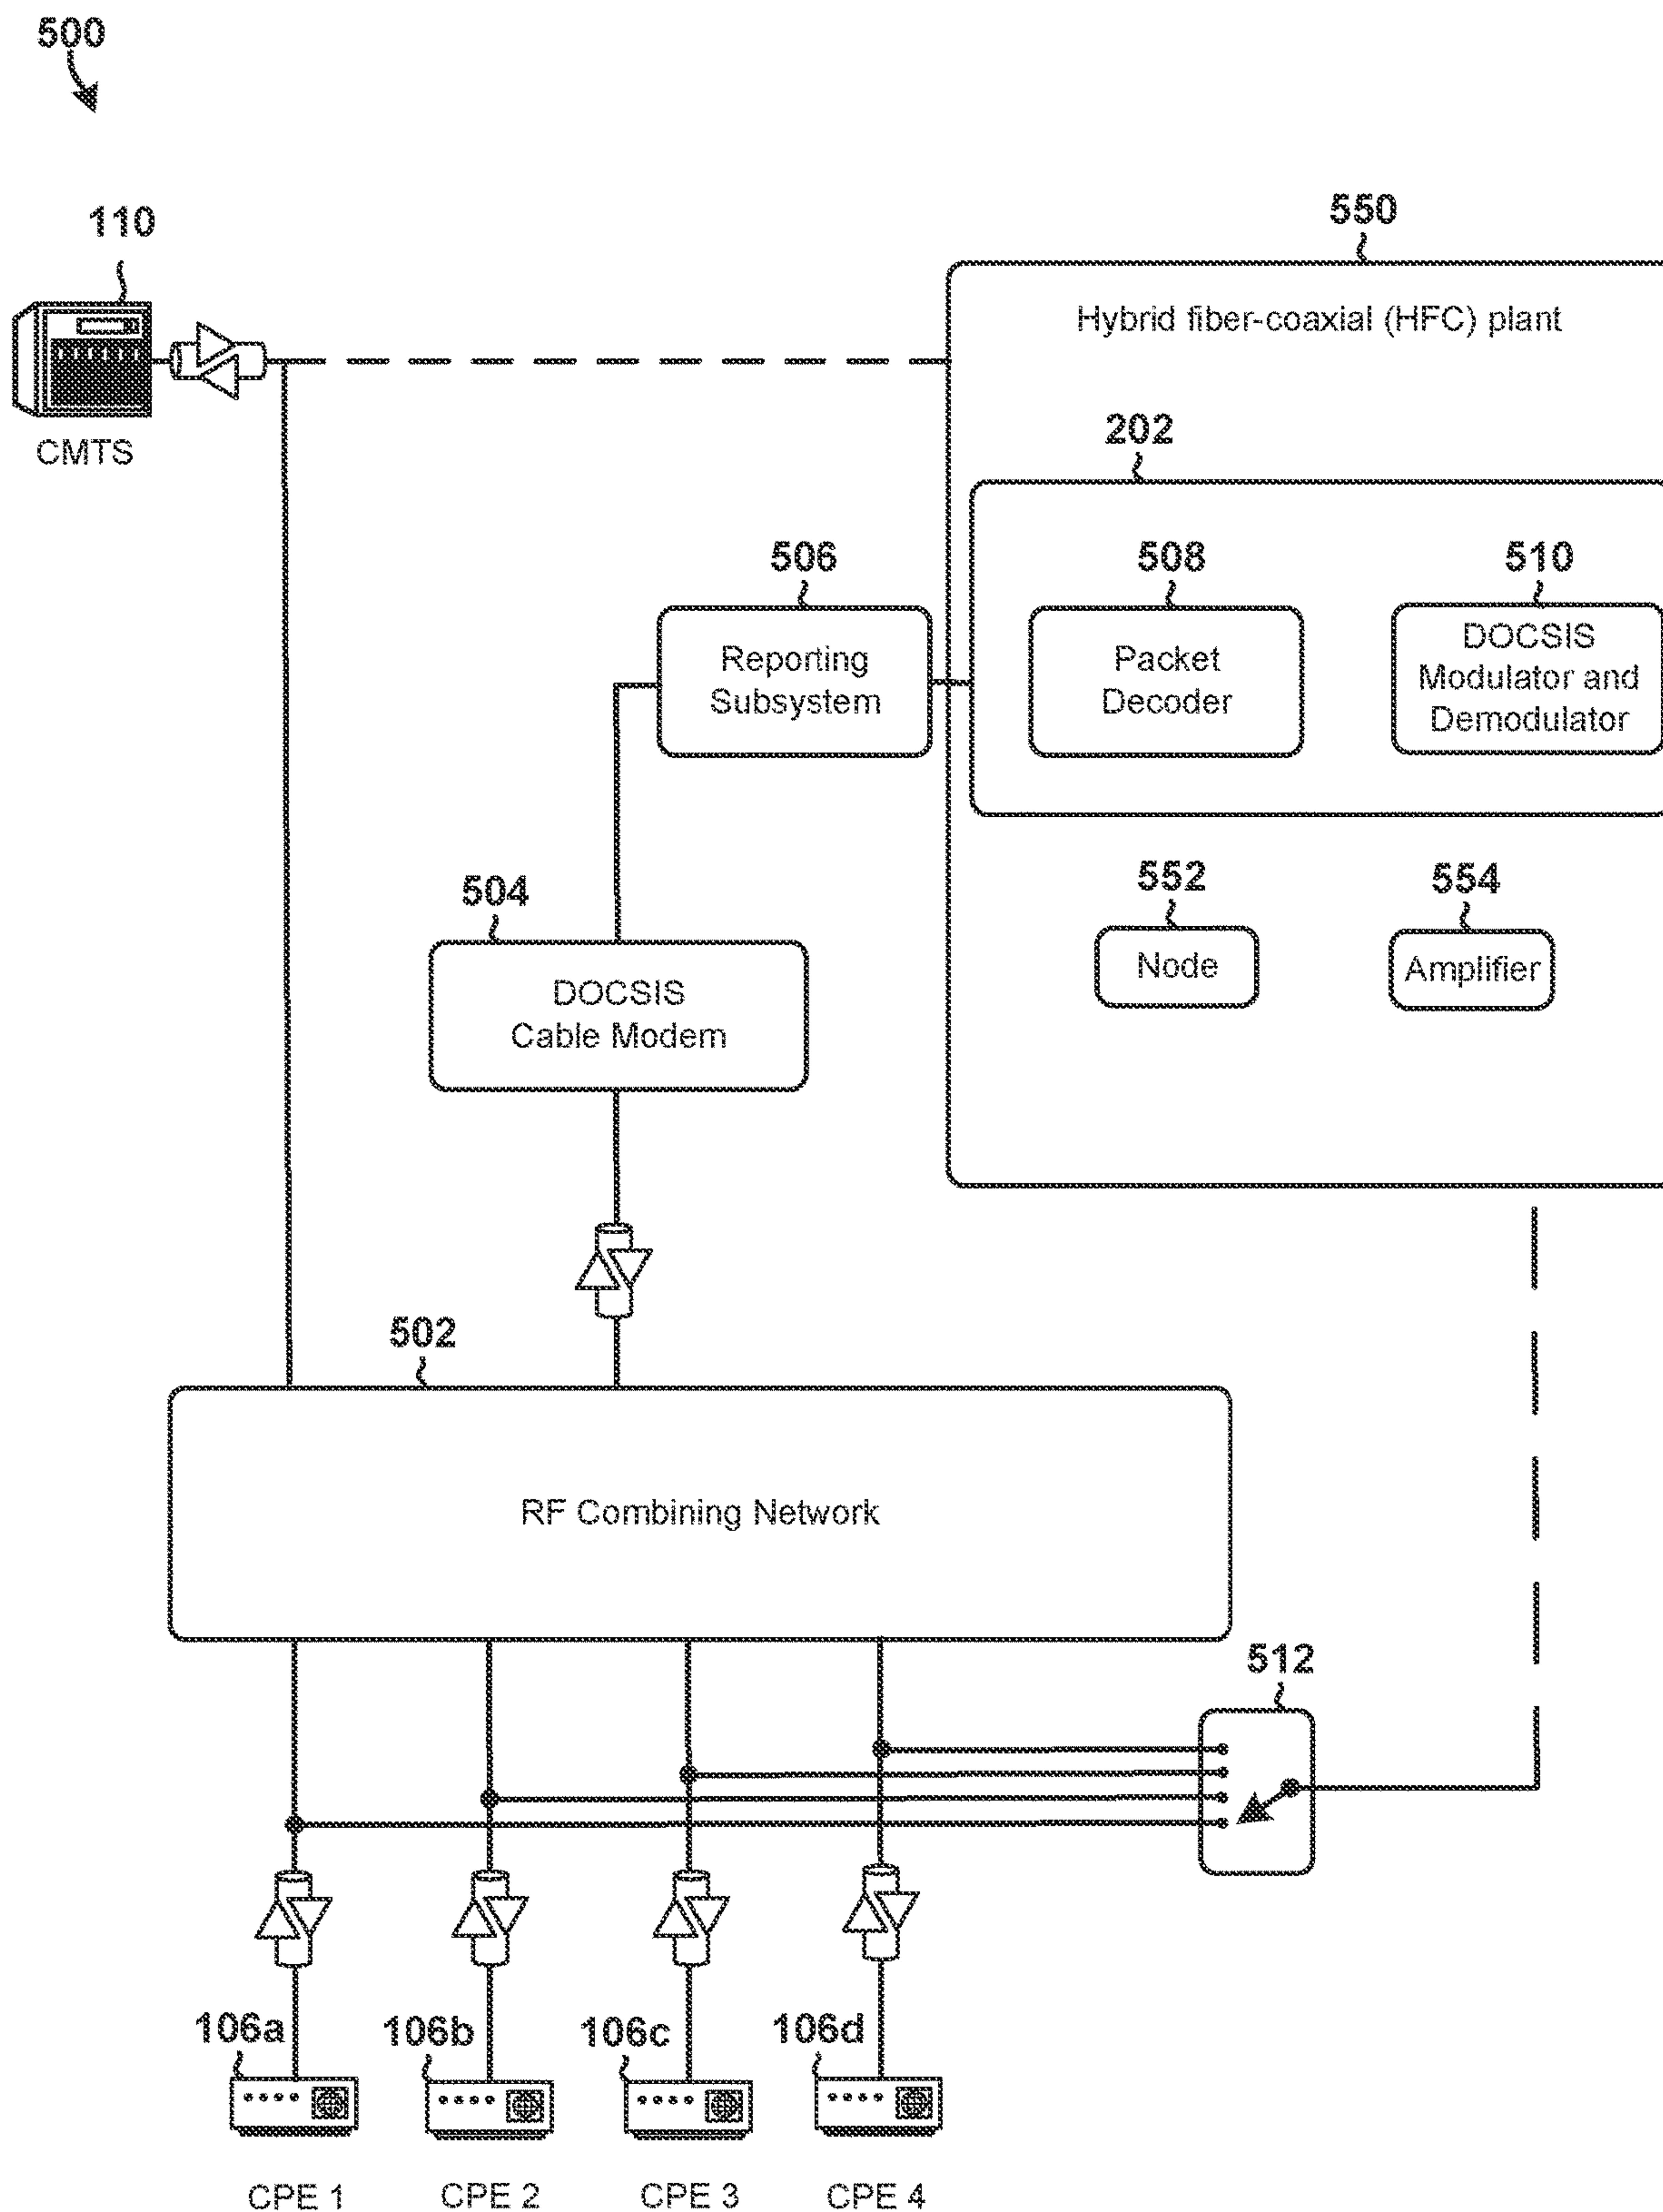 500
110
550
Hybrid fiber-coaxial (HFC) plant
CMTS
202
506
508
510
Reporting
Subsystem
Packet
Decoder
DOCSIS
Modulator and
Demodulator
504
552
554
DOCSIS
Cable Modem
Node
Amplifier
502
RF Combining Network
512
106a
106b
106c
106d
CPE 1
CPE 2
CPE 3
CPE 4